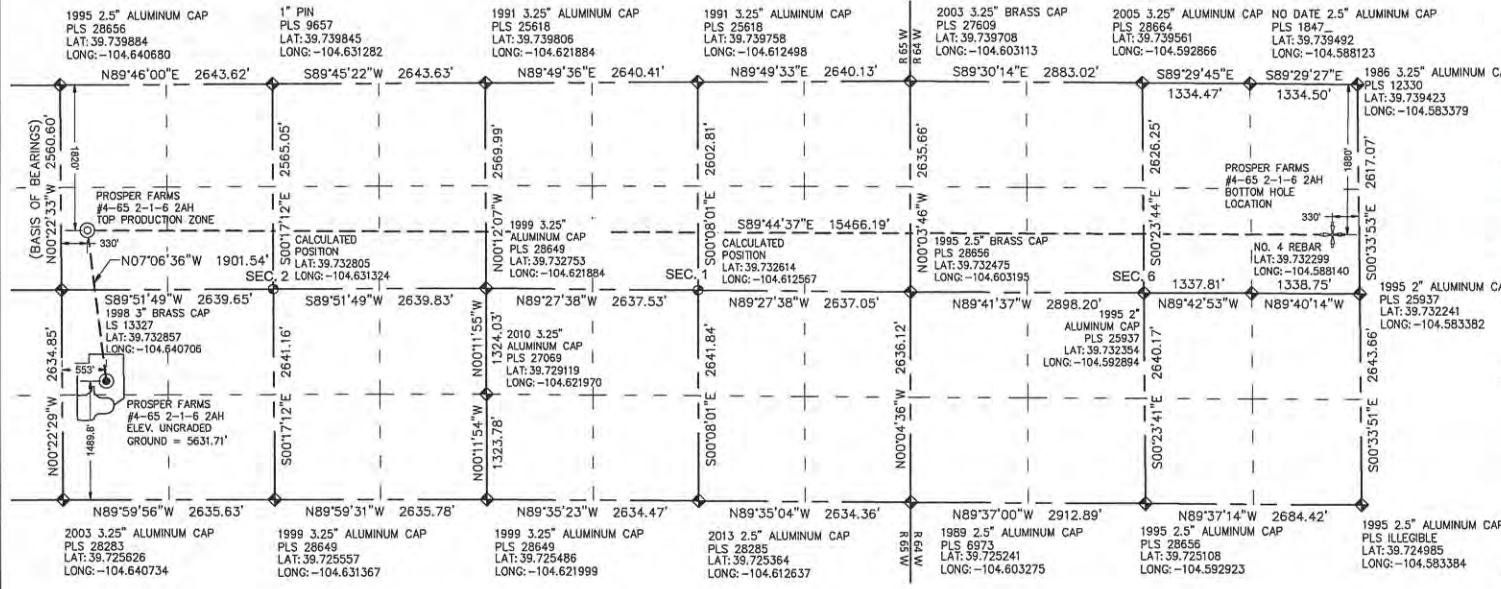 1995 2.5" ALUMINUM CAP
PLS 28656
LAT: 39.739884
LONG: -104.640680
1" PIN
PLS 9657
LAT: 39.739845
LONG: -104.631282
1991 3.25" ALUMINUM CAP
PLS 25618
LAT: 39.739806
LONG: -104.621884
1991 3.25" ALUMINUM CAP
PLS 25618
LAT: 39.739758
LONG: -104.612498
R 65 W
R 64 W
2003 3.25" BRASS CAP
PLS 27609
LAT: 39.739708
LONG: -104.603113
2005 3.25" ALUMINUM CAP
PLS 28664
LAT: 39.739561
LONG: -104.592866
NO DATE 2.5" ALUMINUM CAP
PLS 1847_
LAT: 39.739492
LONG: -104.588123
1986 3.25" ALUMINUM CA
PLS 12330
LAT: 39.739423
LONG: -104.583379
N89°46'00"E 2643.62'
S89°45'22"W 2643.63'
N89°49'36"E 2640.41'
N89°49'33"E 2640.13'
S89°30'14"E 2883.02'
S89°29'45"E
1334.47'
S89°29'27"E
1334.50'
(BASIS OF BEARINGS)
N00°22'33"W 2560.60'
1820'
S00°17'12"E 2565.05'
N00°12'07"W 2569.99'
S00°08'01"E 2602.81'
N00°03'46"W 2635.66'
S00°23'44"E 2626.25'
1880'
S00°33'53"E 2617.07'
PROSPER FARMS
#4-65 2-1-6 2AH
TOP PRODUCTION ZONE
330'
N07°06'36"W 1901.54'
CALCULATED
POSITION
LAT: 39.732805
LONG: -104.631324
SEC. 2
1999 3.25"
ALUMINUM CAP
PLS 28649
LAT: 39.732753
LONG: -104.621884
S89°44'37"E 15466.19'
CALCULATED
POSITION
LAT: 39.732614
LONG: -104.612567
SEC. 1
1995 2.5" BRASS CAP
PLS 28656
LAT: 39.732475
LONG: -104.603195
PROSPER FARMS
#4-65 2-1-6 2AH
BOTTOM HOLE
LOCATION
330'
NO. 4 REBAR
LAT: 39.732299
LONG: -104.588140
SEC. 6
S89°51'49"W 2639.65'
S89°51'49"W 2639.83'
N89°27'38"W 2637.53'
N89°27'38"W 2637.05'
N89°41'37"W 2898.20'
1337.81'
N89°42'53"W
1338.75'
N89°40'14"W
1995 2" ALUMINUM CA
PLS 25937
LAT: 39.732241
LONG: -104.583382
1998 3" BRASS CAP
LS 13327
LAT: 39.732857
LONG: -104.640706
2010 3.25"
ALUMINUM CAP
PLS 27069
LAT: 39.729119
LONG: -104.621970
1995 2"
ALUMINUM CAP
PLS 25937
LAT: 39.732354
LONG: -104.592894
N00°22'29"W 2634.85'
553'
1489.8'
PROSPER FARMS
#4-65 2-1-6 2AH
ELEV. UNGRADED
GROUND = 5631.71'
S00°17'12"E 2641.16'
N00°11'55"W
1324.03'
N00°11'54"W
1323.78'
S00°08'01"E 2641.84'
N00°04'36"W 2636.12'
S00°23'41"E 2640.17'
S00°33'51"E 2643.66'
N89°59'56"W 2635.63'
N89°59'31"W 2635.78'
N89°35'23"W 2634.47'
N89°35'04"W 2634.36'
N89°37'00"W 2912.89'
N89°37'14"W 2684.42'
2003 3.25" ALUMINUM CAP
PLS 28283
LAT: 39.725626
LONG: -104.640734
1999 3.25" ALUMINUM CAP
PLS 28649
LAT: 39.725557
LONG: -104.631367
1999 3.25" ALUMINUM CAP
PLS 28649
LAT: 39.725486
LONG: -104.621999
2013 2.5" ALUMINUM CAP
PLS 28285
LAT: 39.725364
LONG: -104.612637
R 65 W
R 64 W
1989 2.5" ALUMINUM CAP
PLS 6973
LAT: 39.725241
LONG: -104.603275
1995 2.5" ALUMINUM CAP
PLS 28656
LAT: 39.725108
LONG: -104.592923
1995 2.5" ALUMINUM CAP
PLS ILLEGIBLE
LAT: 39.724985
LONG: -104.583384